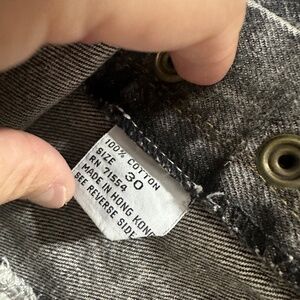 100% COTTON
SIZE 30
RN 71554
MADE IN HONG KONG
SEE REVERSE SIDE